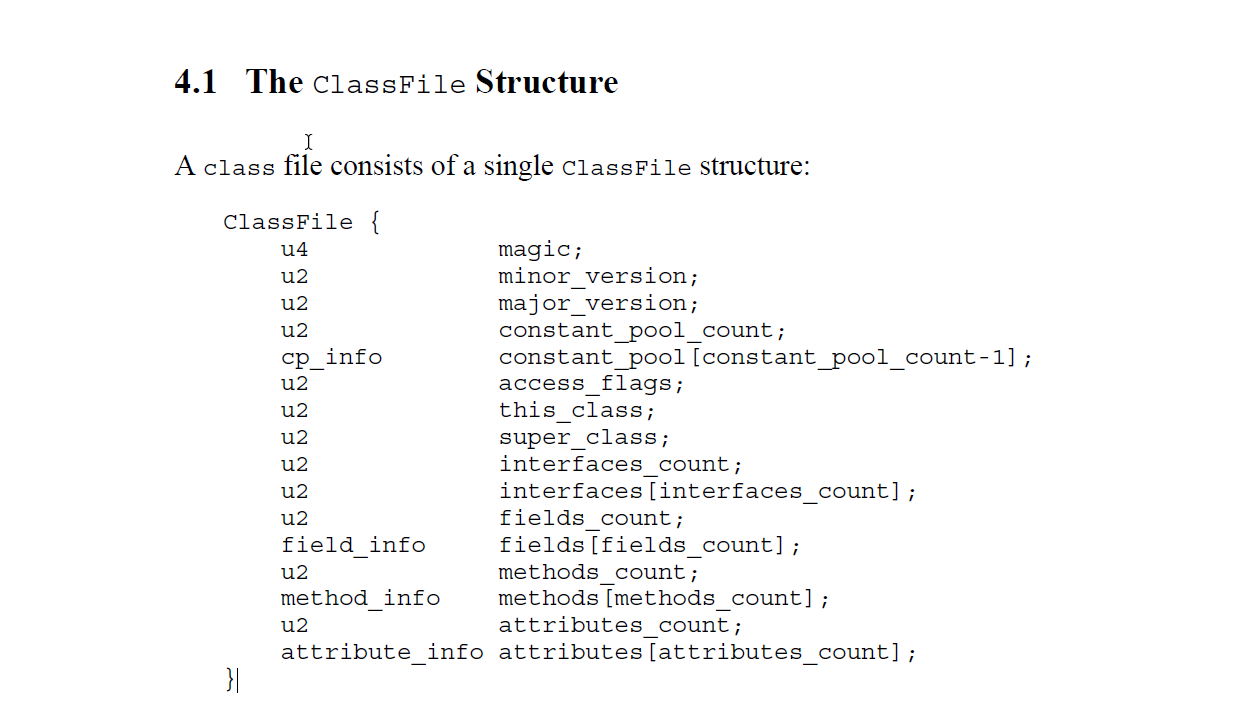 4.1 The ClassFile Structure
A class file consists of a single ClassFile structure:
ClassFile {
u4 magic;
u2 minor_version;
u2 major_version;
u2 constant_pool_count;
cp_info constant_pool[constant_pool_count-1];
u2 access_flags;
u2 this_class;
u2 super_class;
u2 interfaces_count;
u2 interfaces[interfaces_count];
u2 fields_count;
field_info fields[fields_count];
u2 methods_count;
method_info methods[methods_count];
u2 attributes_count;
attribute_info attributes[attributes_count];
}